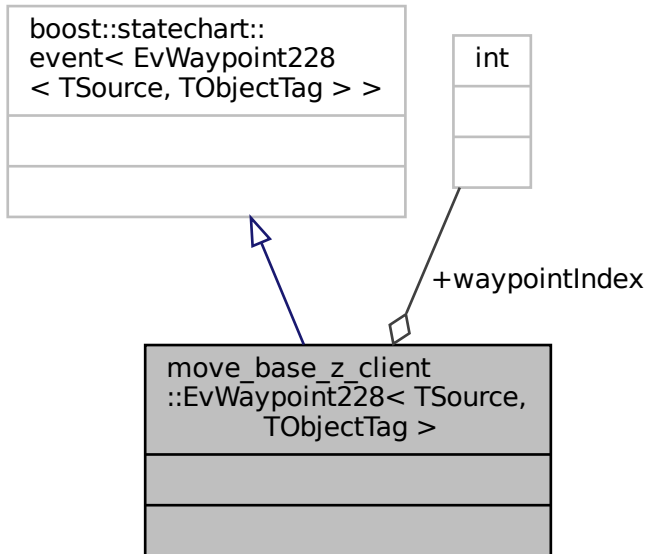 boost::statechart::
event< EvWaypoint228
< TSource, TObjectTag > >
int
+waypointIndex
move_base_z_client
::EvWaypoint228< TSource,
TObjectTag >